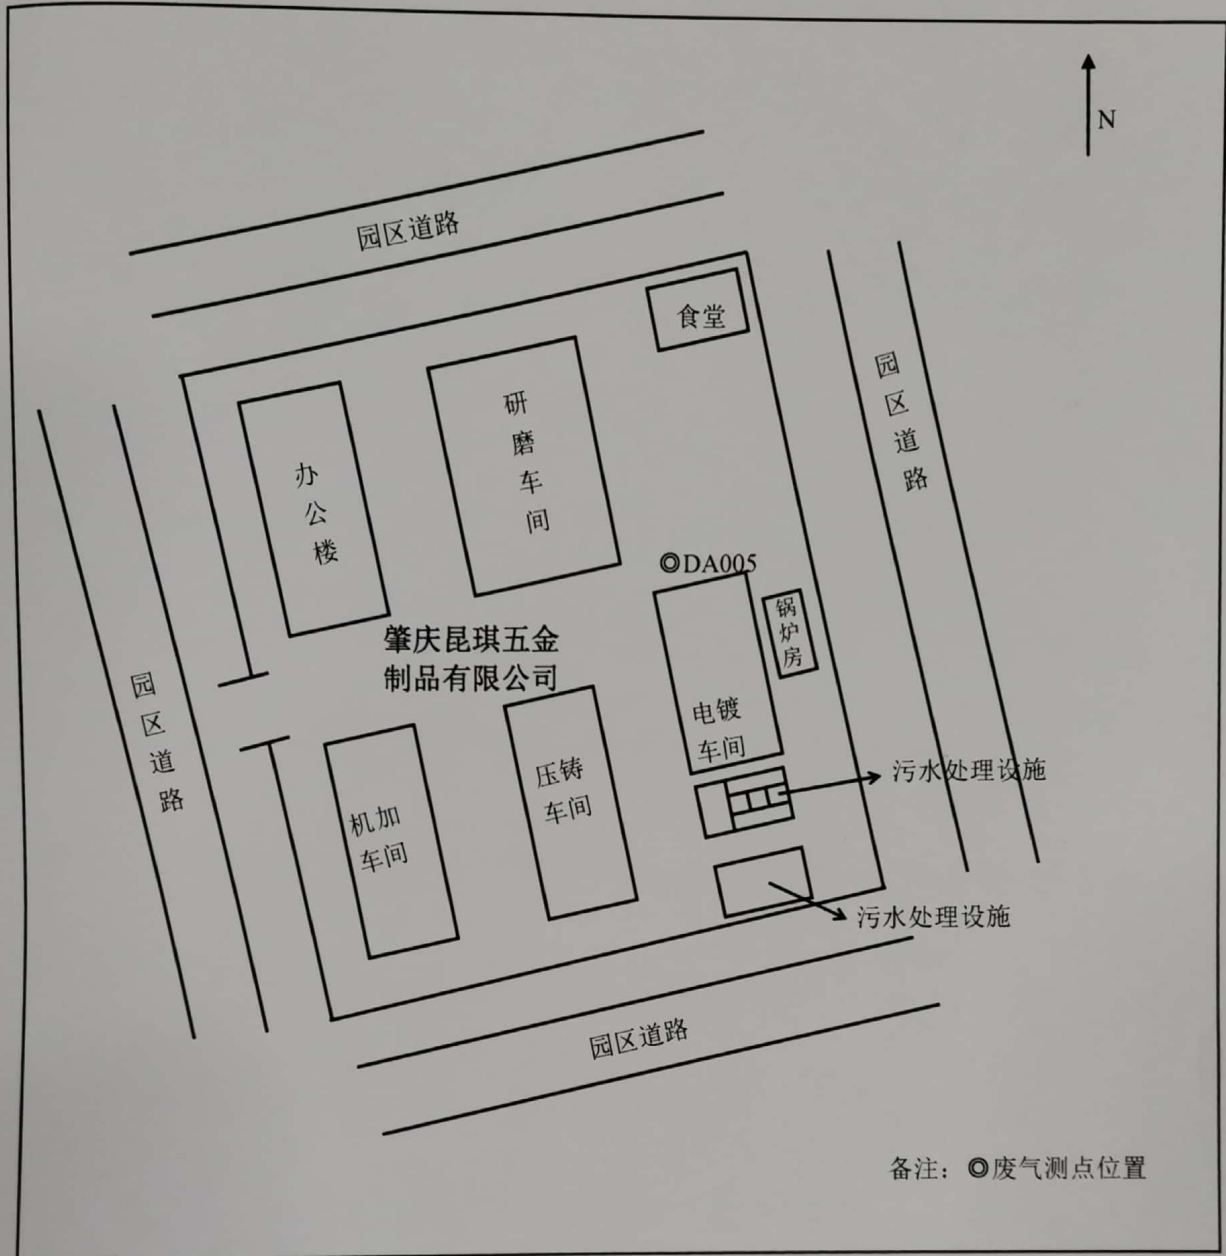 N
园区道路
食堂
园区道路
研磨车间
办公楼
◎DA005
锅炉房
肇庆昆琪五金
制品有限公司
园区道路
电镀
车间
压铸
车间
污水处理设施
机加
车间
污水处理设施
园区道路
备注：◎废气测点位置